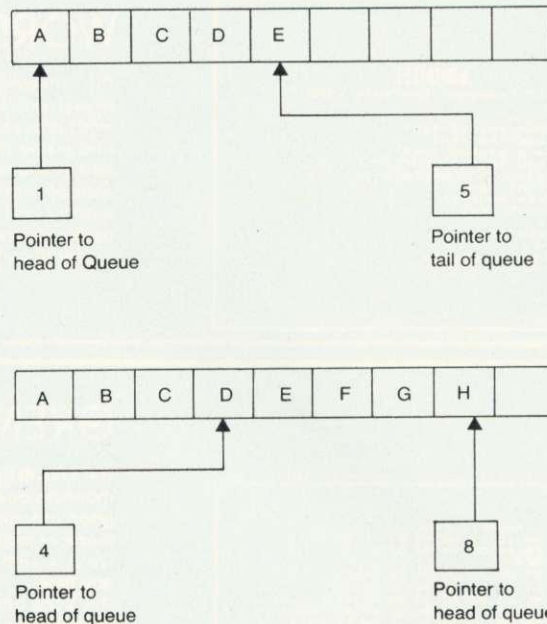 A B C D E
1
5
Pointer to
head of Queue
Pointer to
tail of queue
A B C D E F G H
4
8
Pointer to
head of queue
Pointer to
head of queue